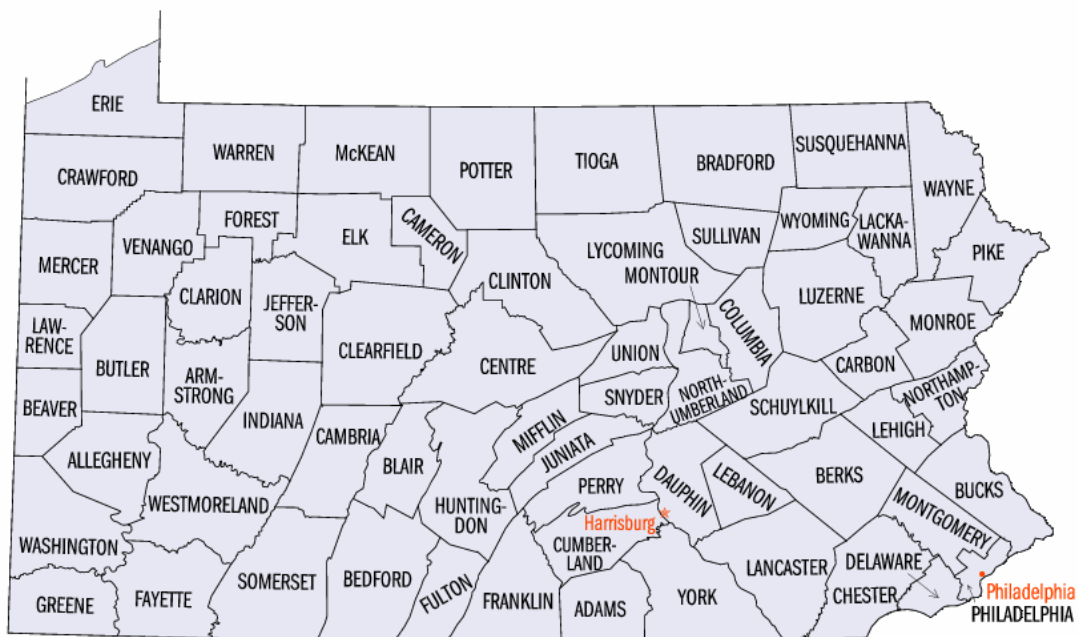 ERIE
CRAWFORD
WARREN
McKEAN
POTTER
TIOGA
BRADFORD
SUSQUEHANNA
WAYNE
FOREST
VENANGO
ELK
CAMERON
LYCOMING
SULLIVAN
WYOMING
LACKA-
WANNA
PIKE
MERCER
CLARION
JEFFER-
SON
CLINTON
MONTOUR
COLUMBIA
LUZERNE
MONROE
LAW-
RENCE
BUTLER
ARM-
STRONG
CLEARFIELD
CENTRE
UNION
SNYDER
NORTH-
UMBERLAND
CARBON
NORTHAMP-
TON
BEAVER
INDIANA
CAMBRIA
BLAIR
MIFFLIN
JUNIATA
SCHUYLKILL
LEHIGH
ALLEGHENY
WESTMORELAND
HUNTING-
DON
PERRY
DAUPHIN
LEBANON
BERKS
MONTGOMERY
BUCKS
Harrisburg
WASHINGTON
CUMBER-
LAND
LANCASTER
DELAWARE
GREENE
FAYETTE
SOMERSET
BEDFORD
FULTON
FRANKLIN
ADAMS
YORK
CHESTER
Philadelphia
PHILADELPHIA